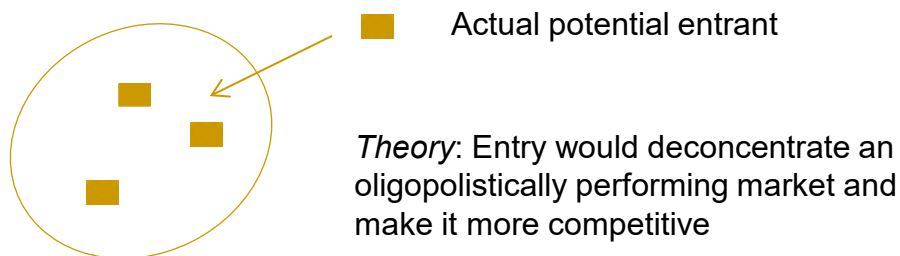 Actual potential entrant
Theory: Entry would deconcentrate an
oligopolistically performing market and
make it more competitive